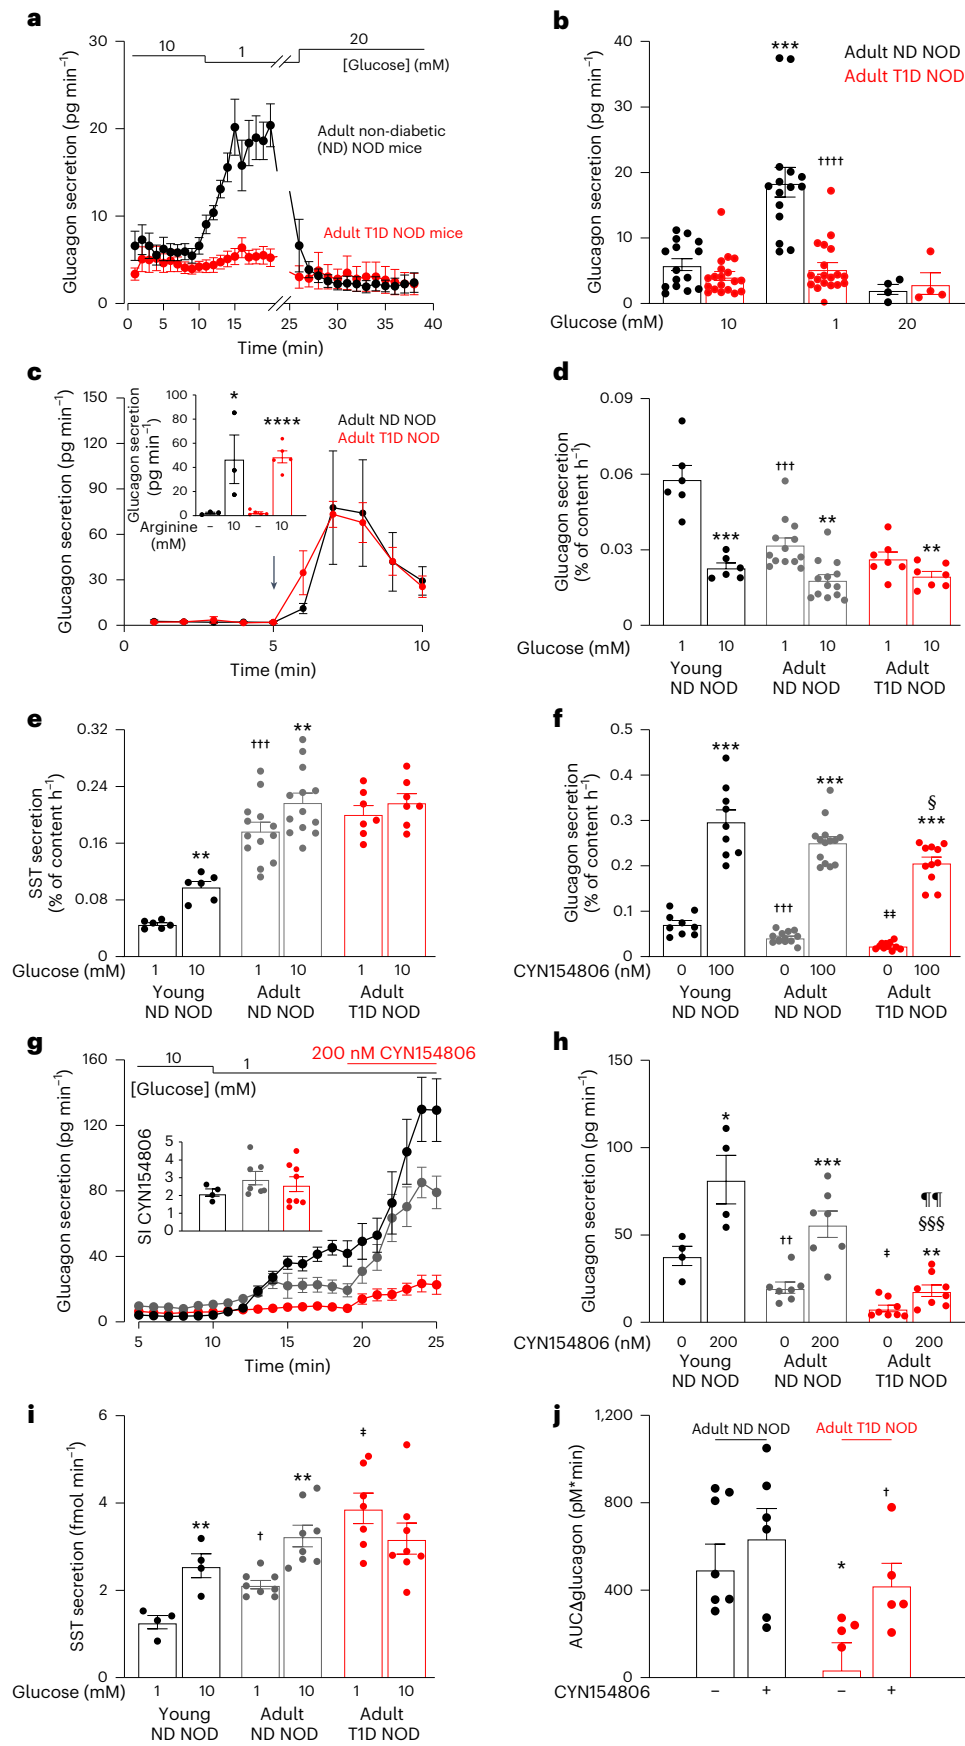 a
10
1
20
[Glucose] (mM)
Glucagon secretion (pg min−1)
30
20
10
0
Adult non-diabetic
(ND) NOD mice
Adult T1D NOD mice
0 5 10 15 25 30 35 40
Time (min)
b
Glucagon secretion (pg min−1)
40
30
20
10
0
***
††††
Adult ND NOD
Adult T1D NOD
Glucose (mM) 10 1 20
c
Glucagon secretion (pg min−1)
150
120
90
60
30
0
Glucagon secretion
(pg min−1)
100
80
60
40
20
0
*
****
Arginine
(mM)
– 10 – 10
Adult ND NOD
Adult T1D NOD
0 5 10
Time (min)
d
Glucagon secretion
(% of content h−1)
0.09
0.06
0.03
0
***
†††
**
**
Glucose (mM) 1 10 1 10 1 10
Young
ND NOD
Adult
ND NOD
Adult
T1D NOD
e
SST secretion
(% of content h−1)
0.32
0.24
0.16
0.08
0
**
†††
**
Glucose (mM) 1 10 1 10 1 10
Young
ND NOD
Adult
ND NOD
Adult
T1D NOD
f
Glucagon secretion
(% of content h−1)
0.5
0.4
0.3
0.2
0.1
0
***
†††
***
‡‡
§
***
CYN154806 (nM) 0 100 0 100 0 100
Young
ND NOD
Adult
ND NOD
Adult
T1D NOD
g
200 nM CYN154806
10
1
[Glucose] (mM)
Glucagon secretion (pg min−1)
160
120
80
40
0
SI CYN154806
5
4
3
2
1
0
5 10 15 20 25
Time (min)
h
Glucagon secretion (pg min−1)
150
100
50
0
*
††
***
‡
¶¶
§§§
**
CYN154806 (nM) 0 200 0 200 0 200
Young
ND NOD
Adult
ND NOD
Adult
T1D NOD
i
SST secretion (fmol min−1)
6
4
2
0
**
†
**
‡
Glucose (mM) 1 10 1 10 1 10
Young
ND NOD
Adult
ND NOD
Adult
T1D NOD
j
AUCΔglucagon (pM*min)
1,200
800
400
0
Adult ND NOD
Adult T1D NOD
*
†
CYN154806 – + – +